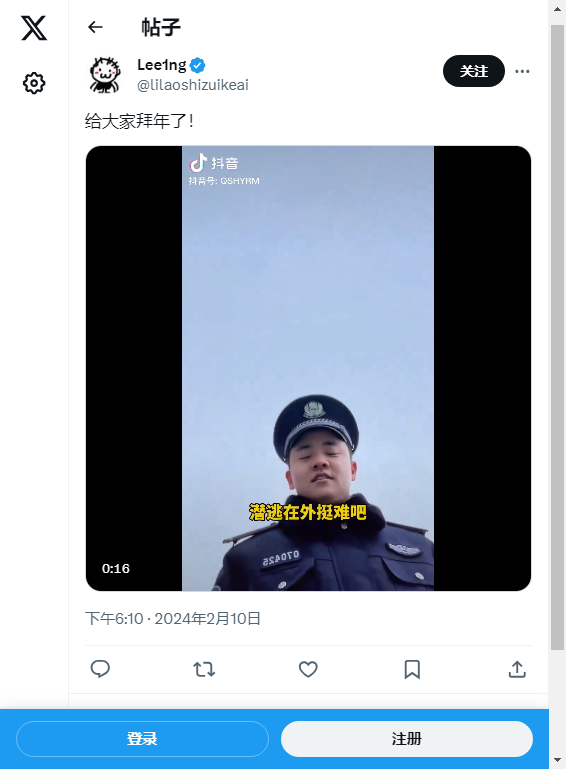 帖子
Lee1ng
@lilaoshizuikeai
关注
给大家拜年了！
抖音
抖音号: QSHYRM
潜逃在外挺难吧
070425
0:16
下午6:10 · 2024年2月10日
登录
注册